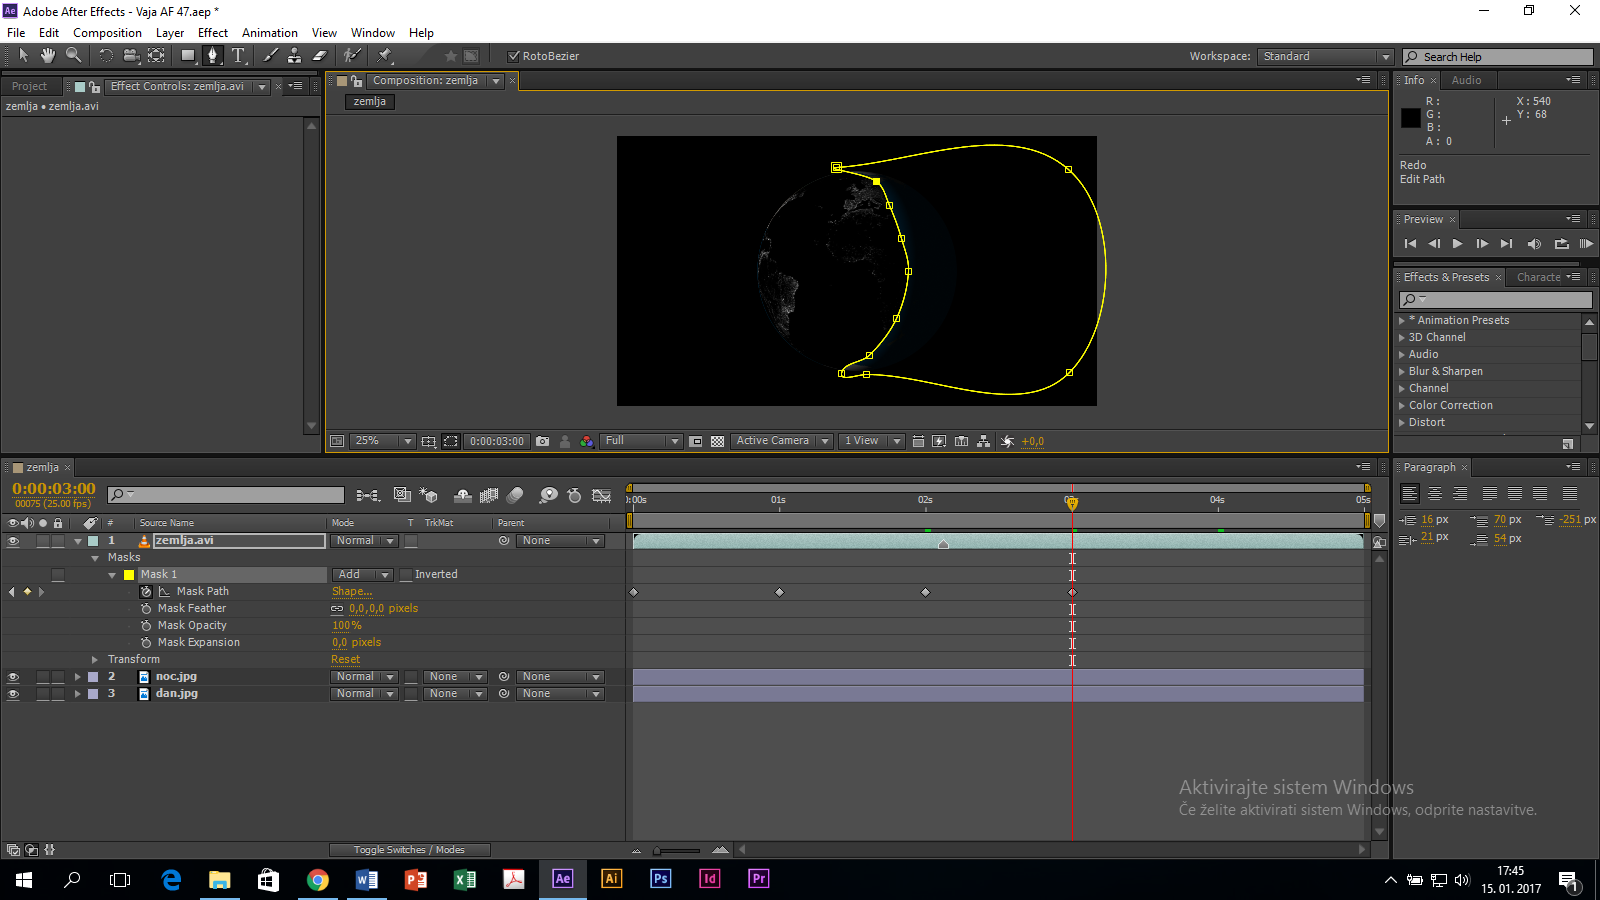 Ae Adobe After Effects - Vaja AF 47.aep *
File Edit Composition Layer Effect Animation View Window Help
RotoBezier
Workspace: Standard
Search Help
Project
Effect Controls: zemlja.avi
zemlja • zemlja.avi
Composition: zemlja
zemlja
Info
Audio
R :
G :
B :
A : 0
X : 540
Y : 68
Redo
Edit Path
Preview
Effects & Presets
Characte
* Animation Presets
3D Channel
Audio
Blur & Sharpen
Channel
Color Correction
Distort
25%
0:00:03:00
Full
Active Camera
1 View
+0,0
zemlja
0:00:03:00
00075 (25.00 fps)
:00s 01s 02s 04s 05s
# Source Name Mode T TrkMat Parent
1 zemlja.avi Normal None
Masks
Mask 1 Add Inverted
Mask Path Shape...
Mask Feather 0,0,0,0 pixels
Mask Opacity 100%
Mask Expansion 0,0 pixels
Transform Reset
2 noc.jpg Normal None None
3 dan.jpg Normal None None
Toggle Switches / Modes
Paragraph
16 px 70 px -251 px
21 px 54 px
Aktivirajte sistem Windows
Če želite aktivirati sistem Windows, odprite nastavitve.
Ae Ai Ps Id Pr
17:45
15. 01. 2017
1